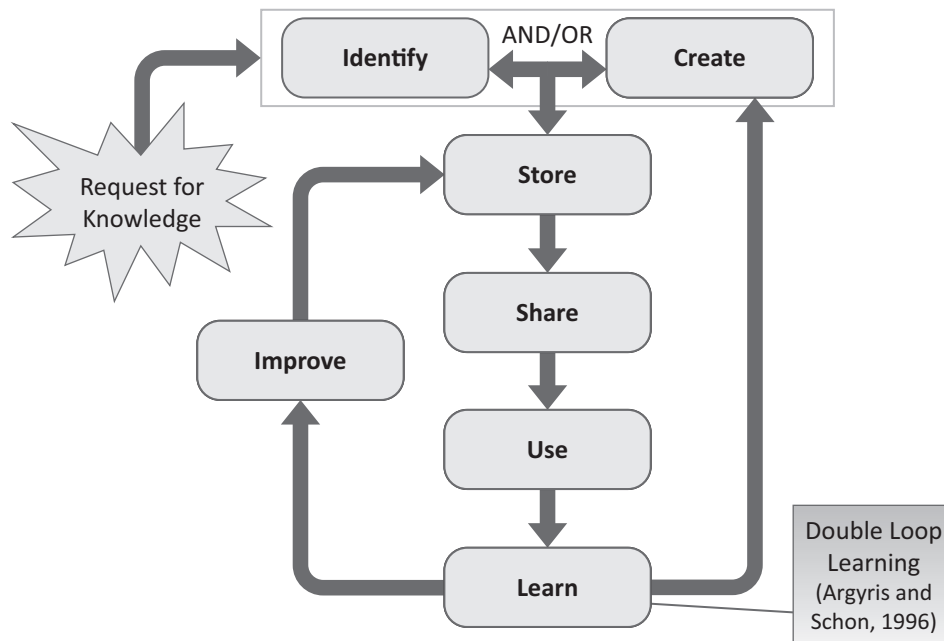 Identify
AND/OR
Create
Request for
Knowledge
Store
Share
Improve
Use
Learn
Double Loop
Learning
(Argyris and
Schon, 1996)